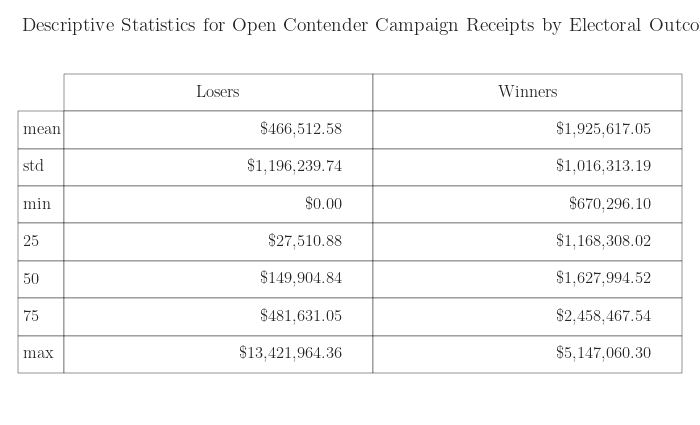 Descriptive Statistics for Open Contender Campaign Receipts by Electoral
Losers Winners
mean $466,512.58 $1,925,617.05
std $1,196,239.74 $1,016,313.19
min $0.00 $670,296.10
25 $27,510.88 $1,168,308.02
50 $149,904.84 $1,627,994.52
75 $481,631.05 $2,458,467.54
max $13,421,964.36 $5,147,060.30